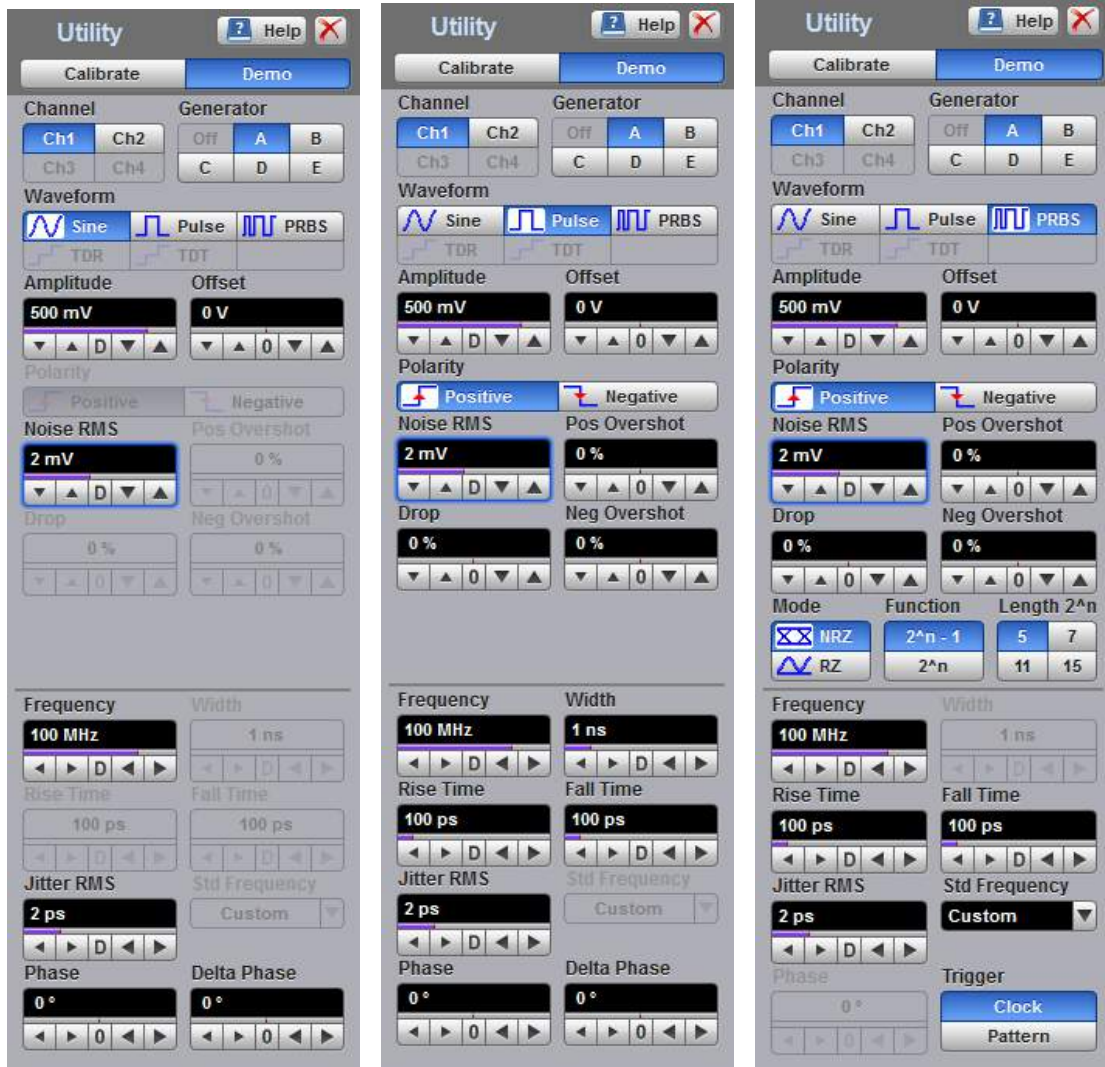 Utility Help
Calibrate Demo
Channel Generator
Ch1 Ch2 Off A B
Ch3 Ch4 C D E
Waveform
Sine Pulse PRBS
TDR TDT
Amplitude Offset
500 mV 0 V
D 0
Polarity
Positive Negative
Noise RMS Pos Overshot
2 mV 0 %
D 0
Drop Neg Overshot
0 % 0 %
0 0
Frequency Width
100 MHz 1 ns
D D
Rise Time Fall Time
100 ps 100 ps
D D
Jitter RMS Std Frequency
2 ps Custom
D
Phase Delta Phase
0 ° 0 °
0 0
Utility Help
Calibrate Demo
Channel Generator
Ch1 Ch2 Off A B
Ch3 Ch4 C D E
Waveform
Sine Pulse PRBS
TDR TDT
Amplitude Offset
500 mV 0 V
D 0
Polarity
Positive Negative
Noise RMS Pos Overshot
2 mV 0 %
D 0
Drop Neg Overshot
0 % 0 %
0 0
Frequency Width
100 MHz 1 ns
D D
Rise Time Fall Time
100 ps 100 ps
D D
Jitter RMS Std Frequency
2 ps Custom
D
Phase Delta Phase
0 ° 0 °
0 0
Utility Help
Calibrate Demo
Channel Generator
Ch1 Ch2 Off A B
Ch3 Ch4 C D E
Waveform
Sine Pulse PRBS
TDR TDT
Amplitude Offset
500 mV 0 V
D 0
Polarity
Positive Negative
Noise RMS Pos Overshot
2 mV 0 %
D 0
Drop Neg Overshot
0 % 0 %
0 0
Mode Function Length 2^n
NRZ 2^n - 1 5 7
RZ 2^n 11 15
Frequency Width
100 MHz 1 ns
D D
Rise Time Fall Time
100 ps 100 ps
D D
Jitter RMS Std Frequency
2 ps Custom
D
Phase Trigger
0 ° Clock
0 Pattern